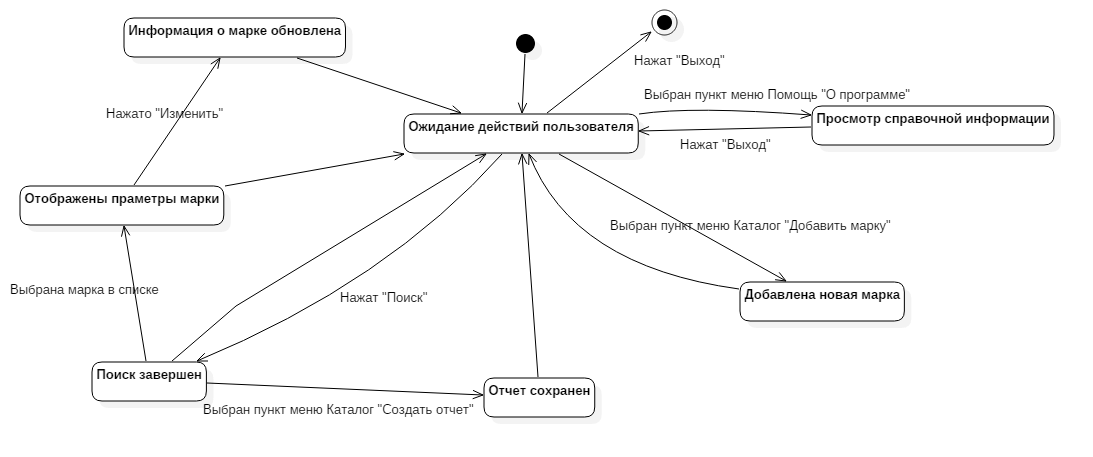 Информация о марке обновлена
Нажат "Выход"
Выбран пункт меню Помощь "О программе"
Нажато "Изменить"
Ожидание действий пользователя
Просмотр справочной информации
Нажат "Выход"
Отображены праметры марки
Выбран пункт меню Каталог "Добавить марку"
Выбрана марка в списке
Нажат "Поиск"
Добавлена новая марка
Поиск завершен
Отчет сохранен
Выбран пункт меню Каталог "Создать отчет"